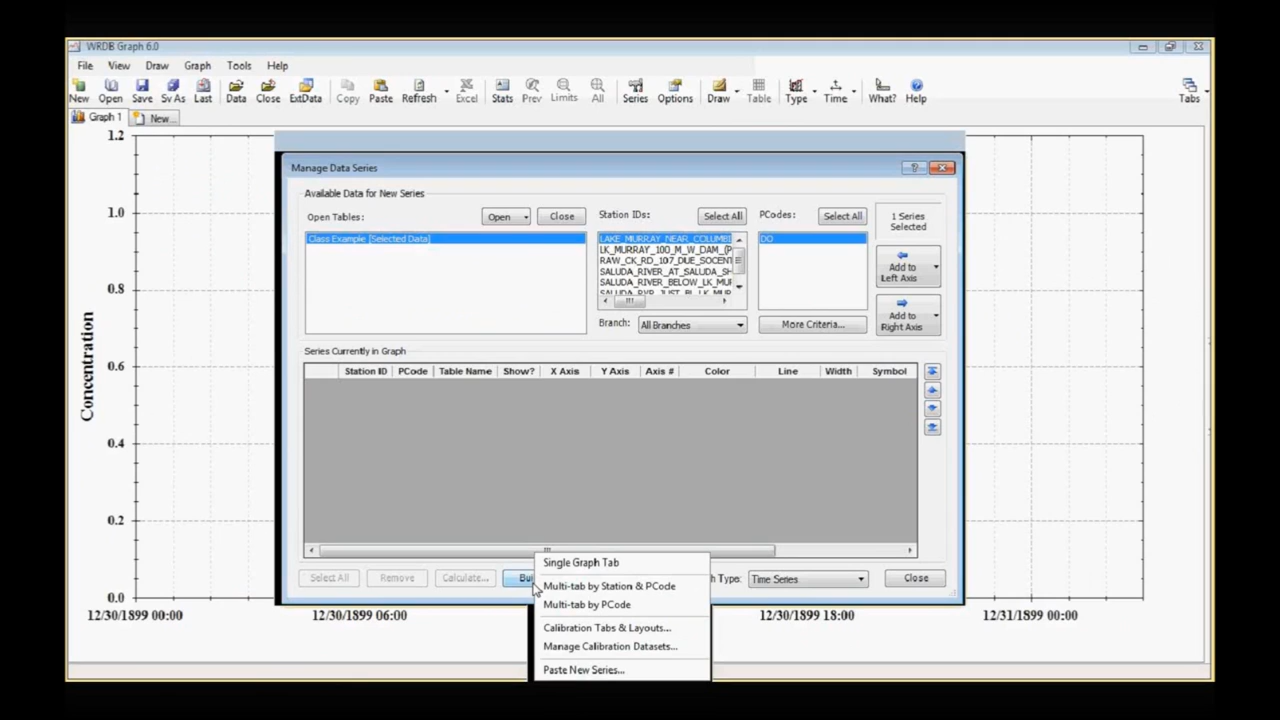 WRDB Graph 6.0
File View Draw Graph Tools Help
New Open Save Sv As Last Data Close ExtData Copy Paste Refresh Excel Stats Prev Limits All Series Options Draw Table Type Time What? Help Tabs
Graph 1 New...
1.2
1.0
0.8
0.6
0.4
0.2
0.0
Concentration
12/30/1899 00:00 12/30/1899 06:00 12/30/1899 18:00 12/31/1899 00:00
Manage Data Series
Available Data for New Series
Open Tables: Open Close Station IDs: Select All PCodes: Select All
1 Series
Selected
Class Example [Selected Data]
LAKE_MURRAY_NEAR_COLUMBI
LK_MURRAY_100_M_W_DAM_(P
RAW_CK_RD_107_DUE_SOCENT
SALUDA_RIVER_AT_SALUDA_SH
SALUDA_RIVER_BELOW_LK_MUR
SALUDA_RVR_JUST_BL_LK_MUR
DO
Add to
Left Axis
Add to
Right Axis
Branch: All Branches More Criteria...
Series Currently in Graph
Station ID PCode Table Name Show? X Axis Y Axis Axis # Color Line Width Symbol
Select All Remove Calculate... Bui h Type: Time Series Close
Single Graph Tab
Multi-tab by Station & PCode
Multi-tab by PCode
Calibration Tabs & Layouts...
Manage Calibration Datasets...
Paste New Series...